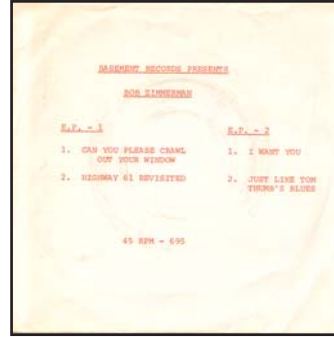 BASEMENT RECORDS PRESENTS
BOB ZIMMERMAN
E.P. - 1
1. CAN YOU PLEASE CRAWL
OUT YOUR WINDOW
2. HIGHWAY 61 REVISITED
E.P. - 2
1. I WANT YOU
2. JUST LIKE TOM
THUMB'S BLUES
45 RPM - 695